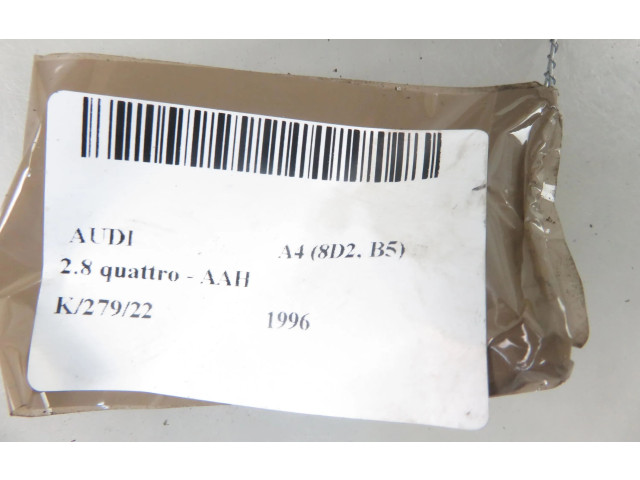 AUDI A4 (8D2, B5)
2.8 quattro - AAH
K/279/22 1996